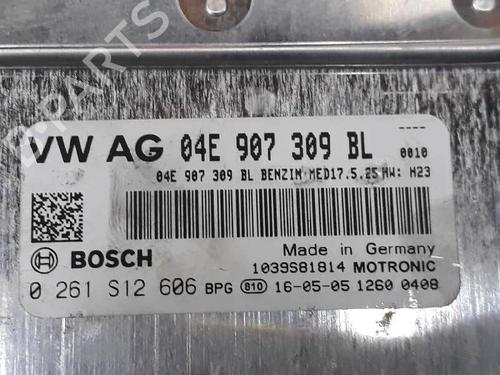 VW AG 04E 907 309 BL 0010
04E 907 309 BL BENZIN MED17.5.25 HW: H23
BOSCH
Made in Germany
1039S81814 MOTRONIC
0 261 S12 606 BPG 810 16-05-05 1260 0408